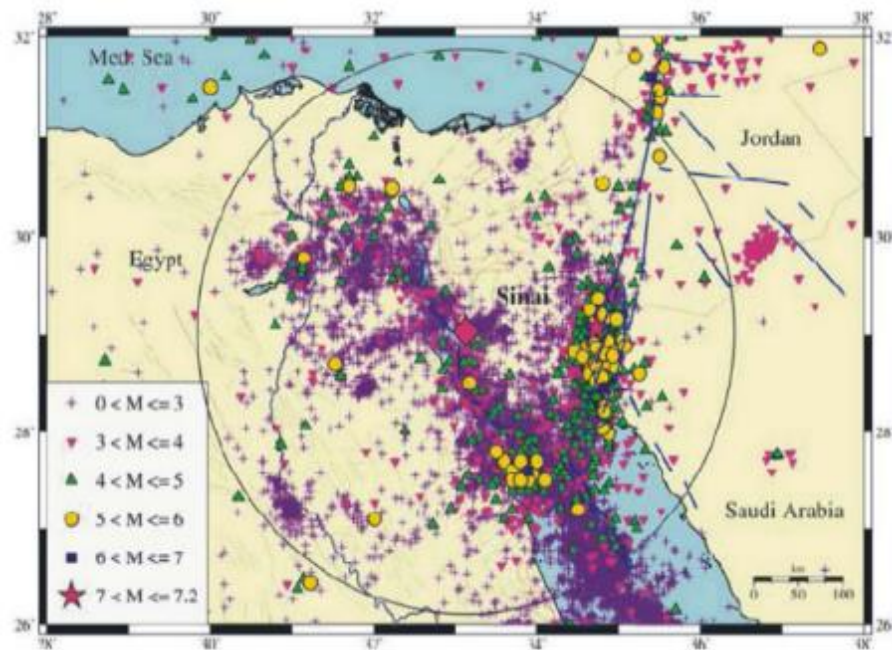 28° 30° 32° 34° 36° 38°
32° 32°
Med. Sea
Jordan
30° 30°
Egypt
Sinai
0 < M <= 3
28° 28°
3 < M <= 4
4 < M <= 5
5 < M <= 6
Saudi Arabia
6 < M <= 7
km
7 < M <= 7.2
0 50 100
26° 26°